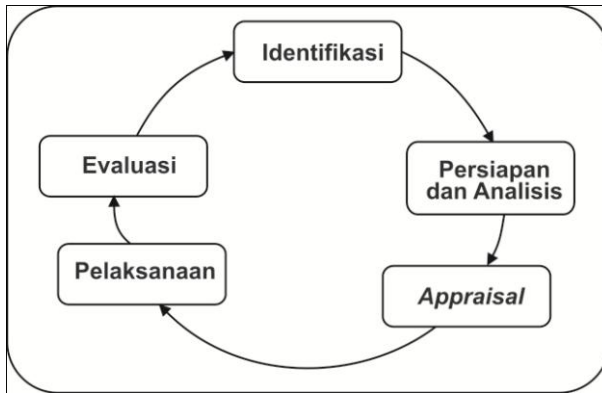 Identifikasi
Persiapan
dan Analisis
Appraisal
Pelaksanaan
Evaluasi